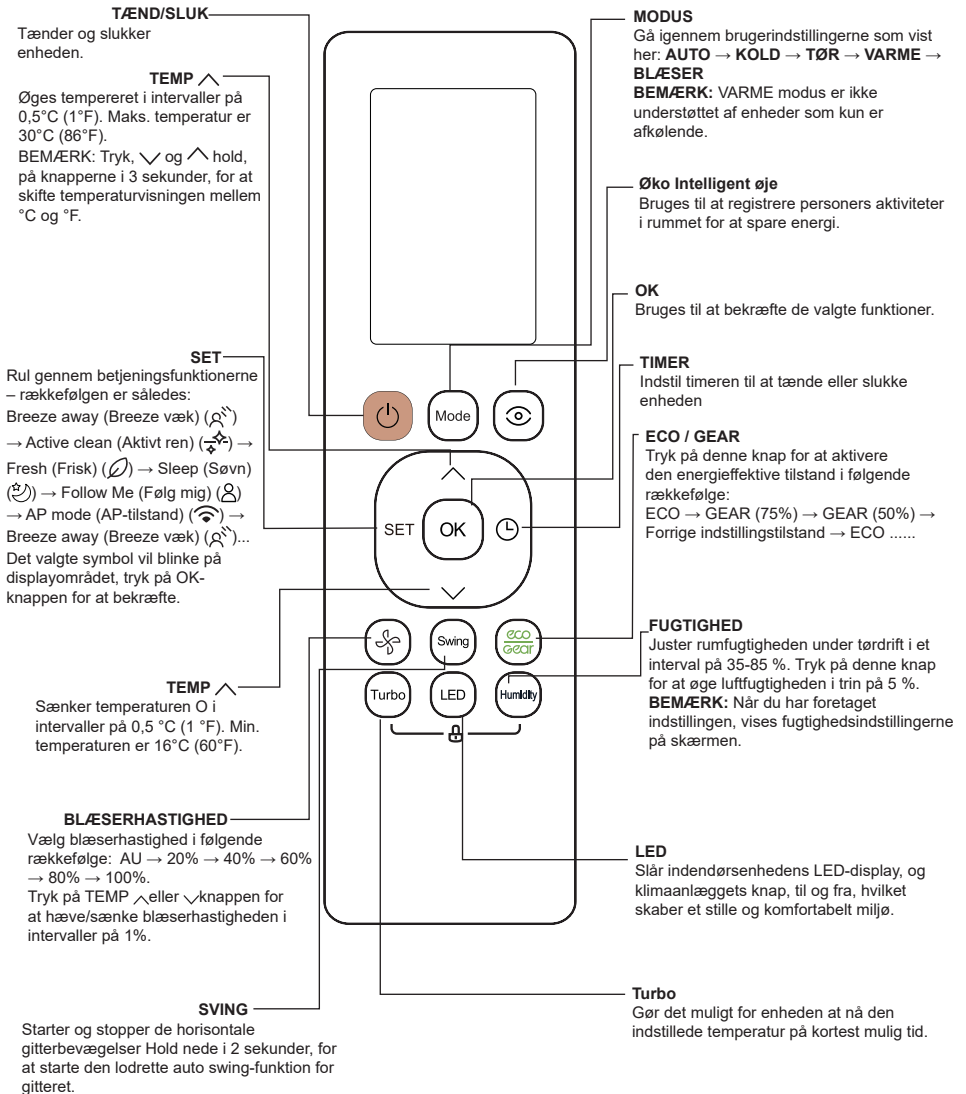 TÆND/SLUK
Tænder og slukker
enheden.
TEMP
Øges tempereret i intervaller på
0,5°C (1°F). Maks. temperatur er
30°C (86°F).
BEMÆRK: Tryk, og hold,
på knapperne i 3 sekunder, for at
skifte temperaturvisningen mellem
°C og °F.
SET
Rul gennem betjeningsfunktionerne
– rækkefølgen er således:
Breeze away (Breeze væk) ( )
→ Active clean (Aktivt ren) ( ) →
Fresh (Frisk) ( ) → Sleep (Søvn)
( ) → Follow Me (Følg mig) ( )
→ AP mode (AP-tilstand) ( ) →
Breeze away (Breeze væk) ( )...
Det valgte symbol vil blinke på
displayområdet, tryk på OK-
knappen for at bekræfte.
TEMP
Sænker temperaturen O i
intervaller på 0,5 °C (1 °F). Min.
temperaturen er 16°C (60°F).
BLÆSERHASTIGHED
Vælg blæserhastighed i følgende
rækkefølge: AU → 20% → 40% → 60%
→ 80% → 100%.
Tryk på TEMP eller knappen for
at hæve/sænke blæserhastigheden i
intervaller på 1%.
SVING
Starter og stopper de horisontale
gitterbevægelser Hold nede i 2 sekunder, for
at starte den lodrette auto swing-funktion for
gitteret.
Mode
SET
OK
Swing
eco
gear
Turbo
LED
Humidity
MODUS
Gå igennem brugerindstillingerne som vist
her: AUTO → KOLD → TØR → VARME →
BLÆSER
BEMÆRK: VARME modus er ikke
understøttet af enheder som kun er
afkølende.
Øko Intelligent øje
Bruges til at registrere personers aktiviteter
i rummet for at spare energi.
OK
Bruges til at bekræfte de valgte funktioner.
TIMER
Indstil timeren til at tænde eller slukke
enheden
ECO / GEAR
Tryk på denne knap for at aktivere
den energieffektive tilstand i følgende
rækkefølge:
ECO → GEAR (75%) → GEAR (50%) →
Forrige indstillingstilstand → ECO ......
FUGTIGHED
Juster rumfugtigheden under tørdrift i et
interval på 35-85 %. Tryk på denne knap
for at øge luftfugtigheden i trin på 5 %.
BEMÆRK: Når du har foretaget
indstillingen, vises fugtighedsindstillingerne
på skærmen.
LED
Slår indendørsenhedens LED-display, og
klimaanlæggets knap, til og fra, hvilket
skaber et stille og komfortabelt miljø.
Turbo
Gør det muligt for enheden at nå den
indstillede temperatur på kortest mulig tid.